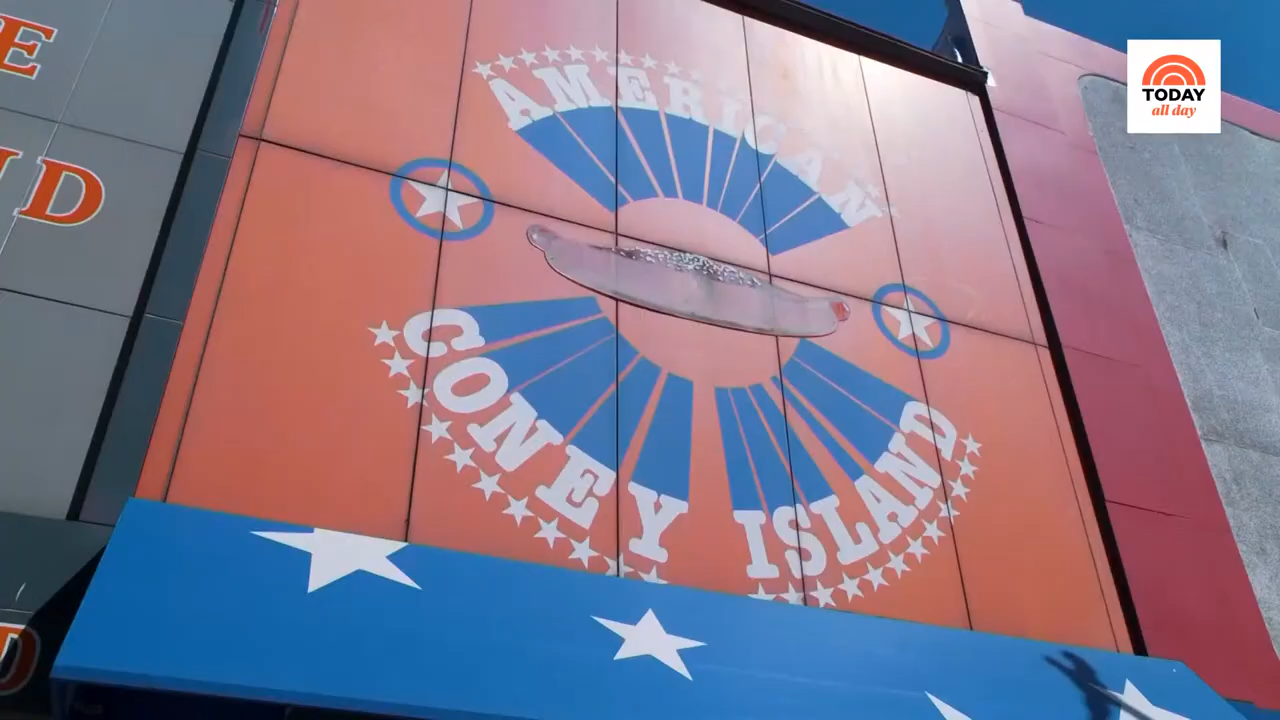 E
D
AMERICAN
CONEY ISLAND
D
TODAY
all day